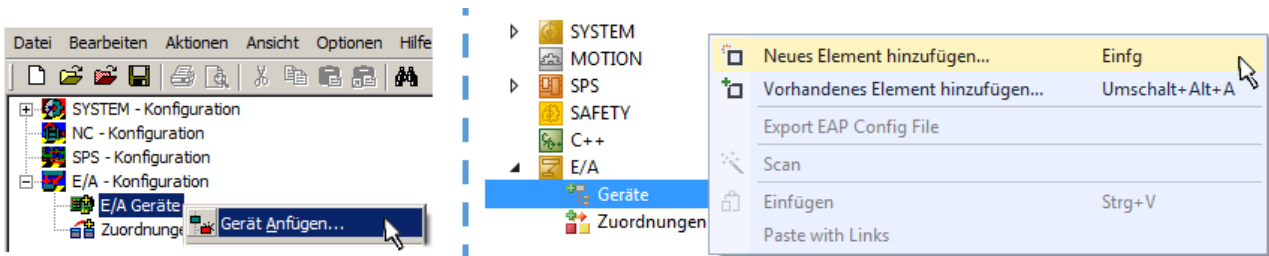 Datei Bearbeiten Aktionen Ansicht Optionen Hilfe
SYSTEM - Konfiguration
NC - Konfiguration
SPS - Konfiguration
E/A - Konfiguration
E/A Geräte
Gerät Anfügen...
Zuordnunge
SYSTEM
MOTION
SPS
SAFETY
C++
E/A
Geräte
Zuordnungen
Neues Element hinzufügen... Einfg
Vorhandenes Element hinzufügen... Umschalt+Alt+A
Export EAP Config File
Scan
Einfügen Strg+V
Paste with Links